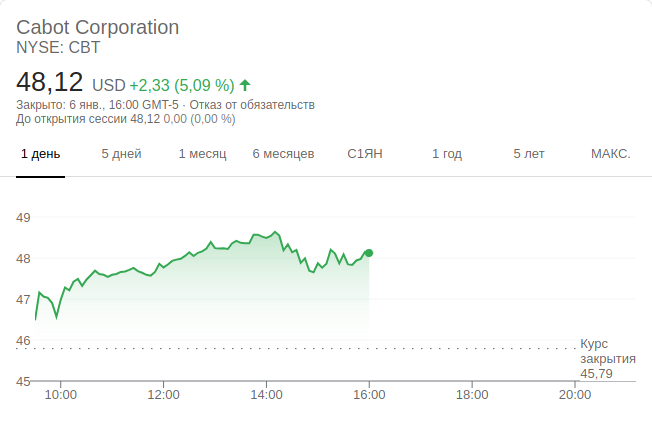 Cabot Corporation
NYSE: CBT
48,12 USD +2,33 (5,09 %)
Закрыто: 6 янв., 16:00 GMT-5 · Отказ от обязательств
До открытия сессии 48,12 0,00 (0,00 %)
1 день 5 дней 1 месяц 6 месяцев С1ЯН 1 год 5 лет МАКС.
49
48
47
46
Курс
закрытия
45,79
45
10:00 12:00 14:00 16:00 18:00 20:00